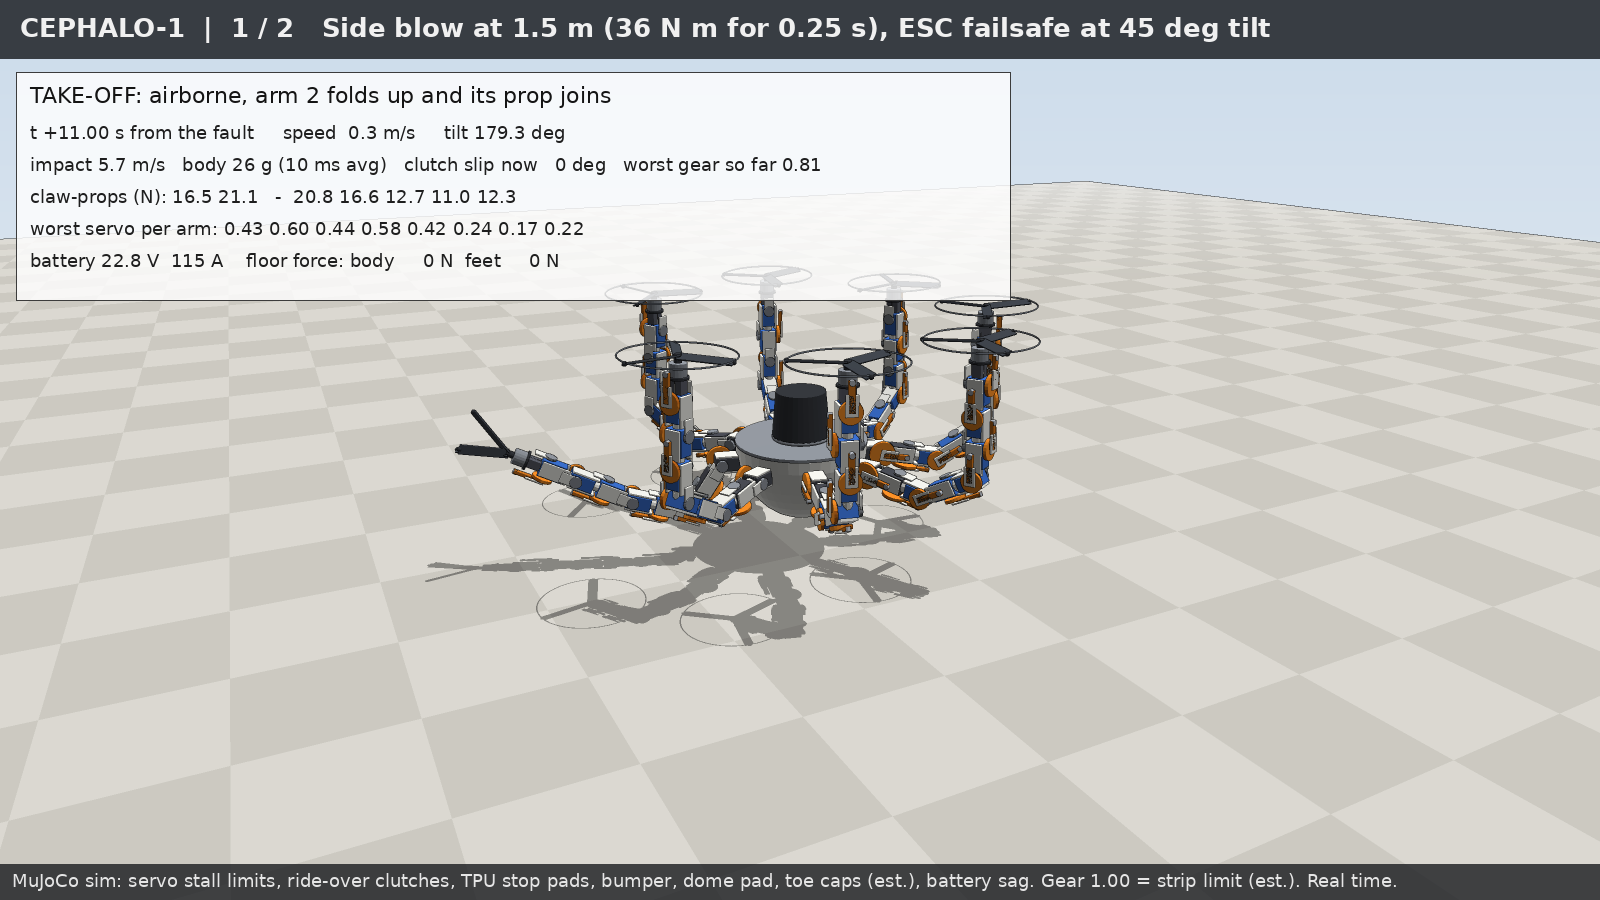 CEPHALO-1 | 1 / 2 Side blow at 1.5 m (36 N m for 0.25 s), ESC failsafe at 45 deg tilt
TAKE-OFF: airborne, arm 2 folds up and its prop joins
t +11.00 s from the fault speed 0.3 m/s tilt 179.3 deg
impact 5.7 m/s body 26 g (10 ms avg) clutch slip now 0 deg worst gear so far 0.81
claw-props (N): 16.5 21.1 - 20.8 16.6 12.7 11.0 12.3
worst servo per arm: 0.43 0.60 0.44 0.58 0.42 0.24 0.17 0.22
battery 22.8 V 115 A floor force: body 0 N feet 0 N
MuJoCo sim: servo stall limits, ride-over clutches, TPU stop pads, bumper, dome pad, toe caps (est.), battery sag. Gear 1.00 = strip limit (est.). Real time.